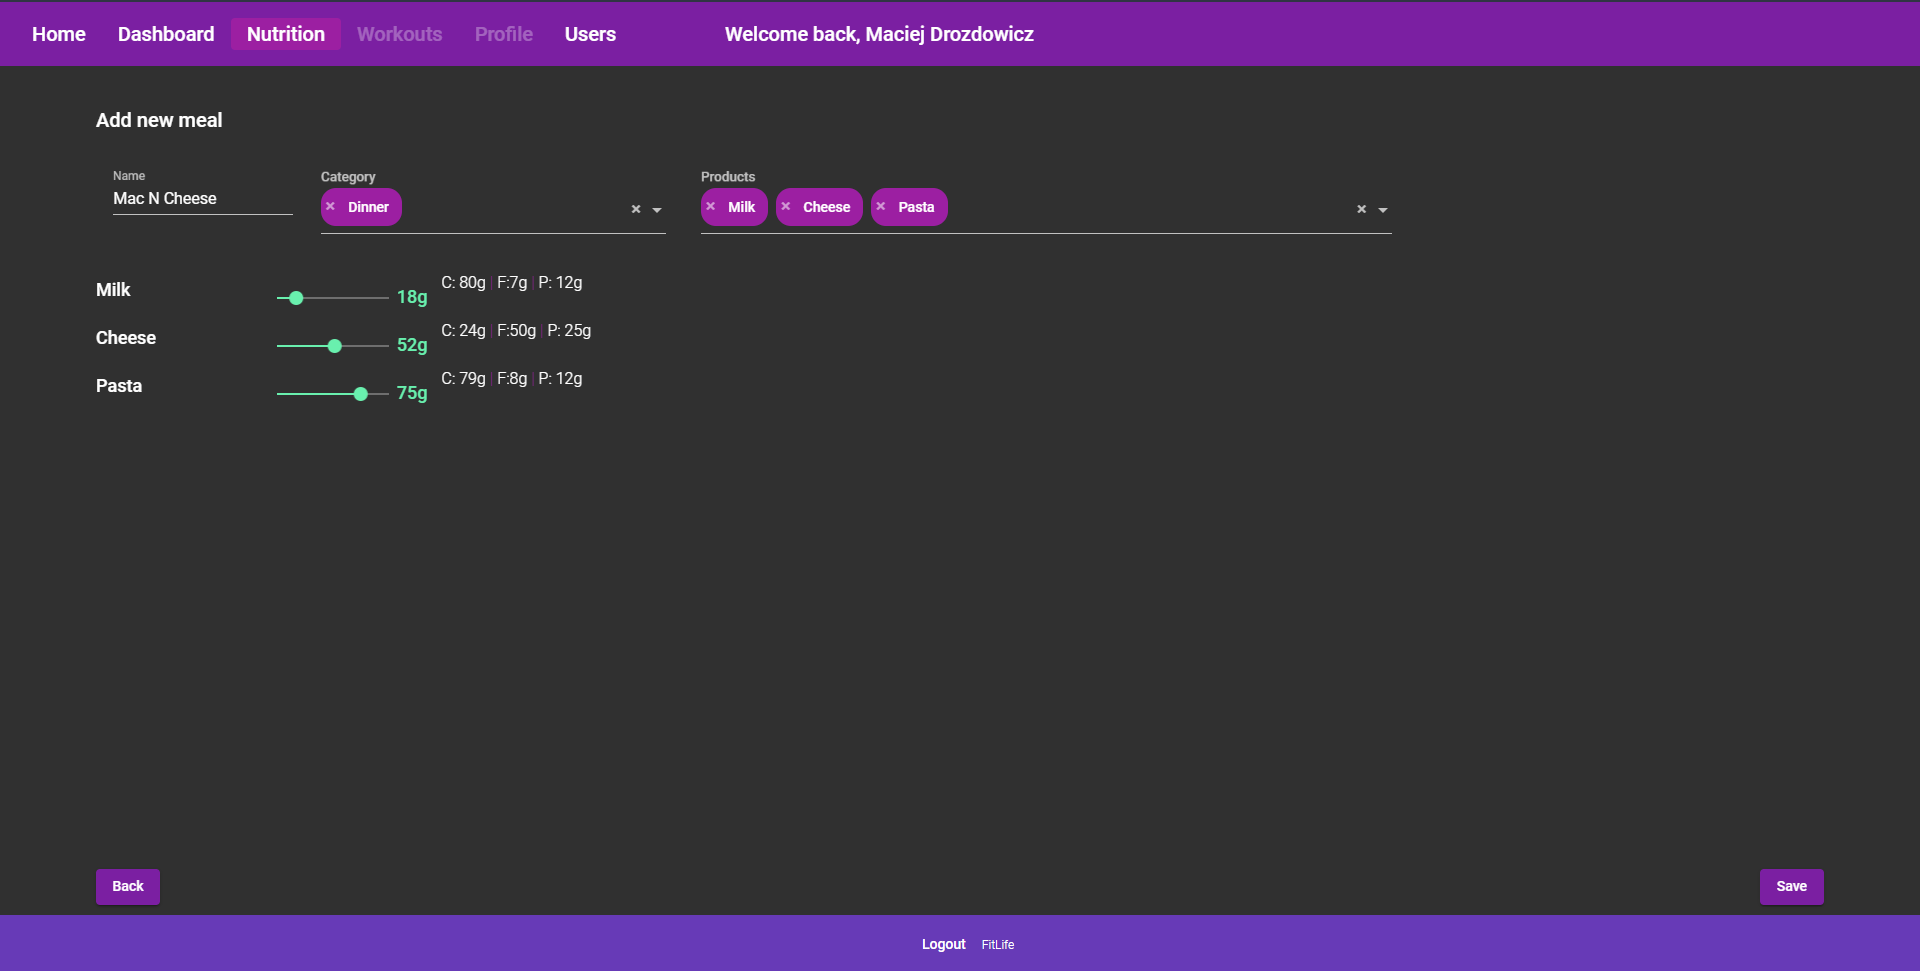 Home Dashboard Nutrition Workouts Profile Users Welcome back, Maciej Drozdowicz
Add new meal
Name Category Products
Mac N Cheese × Dinner × × Milk × Cheese × Pasta ×
Milk 18g C: 80g | F:7g | P: 12g
Cheese 52g C: 24g | F:50g | P: 25g
Pasta 75g C: 79g | F:8g | P: 12g
Back Save
Logout FitLife